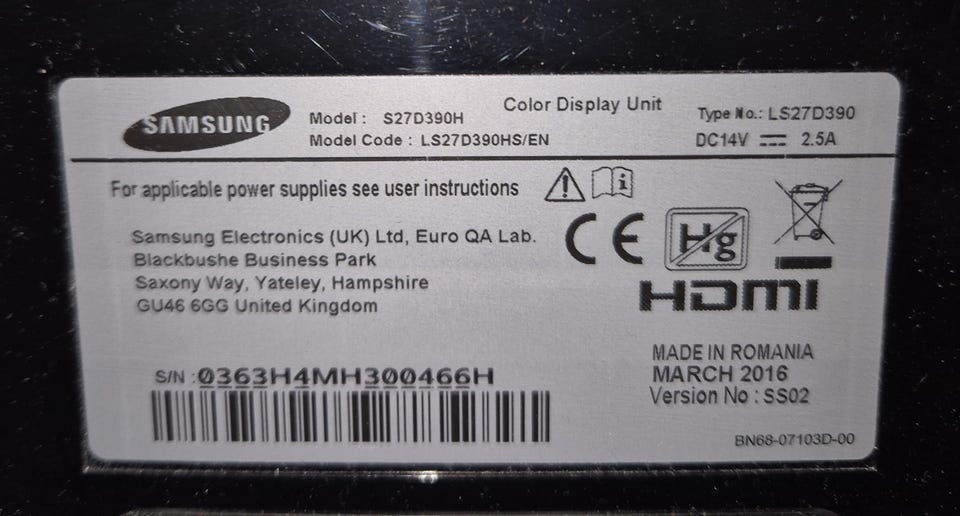 SAMSUNG
Color Display Unit
Model : S27D390H
Model Code : LS27D390HS/EN
Type No.: LS27D390
DC14V ⎓ 2.5A
For applicable power supplies see user instructions
Samsung Electronics (UK) Ltd, Euro QA Lab.
Blackbushe Business Park
Saxony Way, Yateley, Hampshire
GU46 6GG United Kingdom
CE
Hg
HDMI
S/N :0363H4MH300466H
MADE IN ROMANIA
MARCH 2016
Version No : SS02
BN68-07103D-00